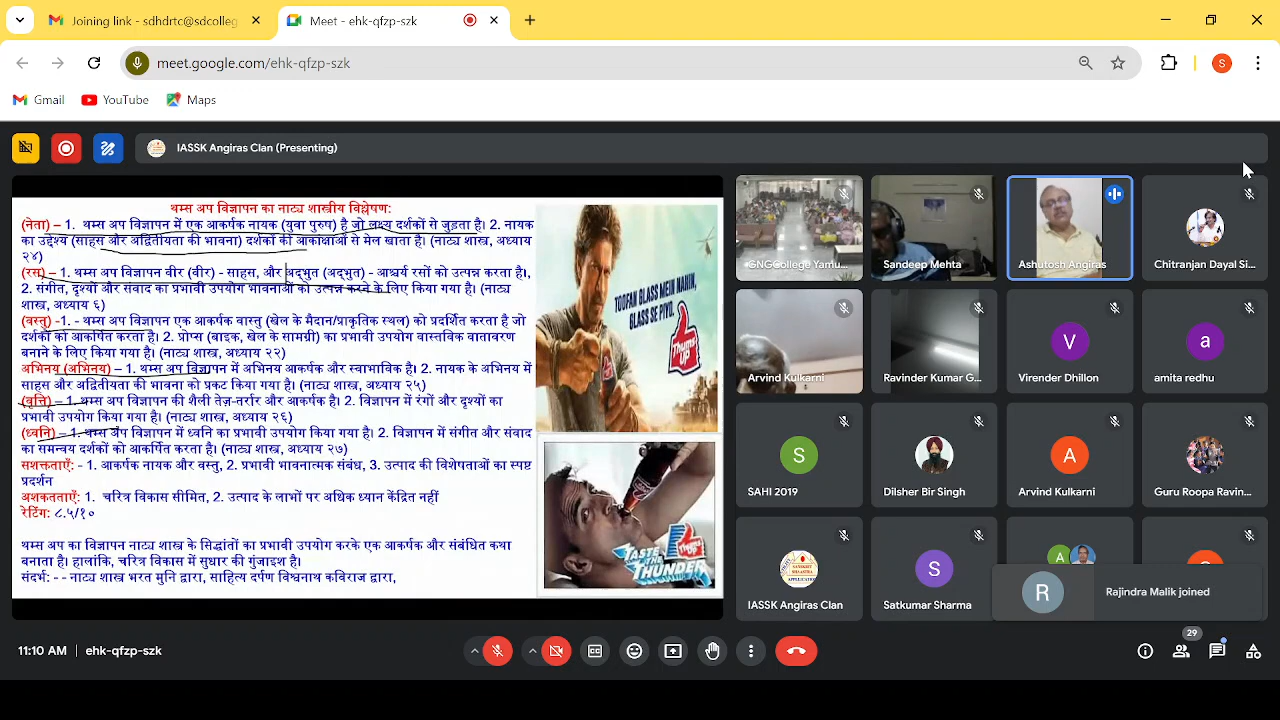 Joining link - sdhdrtc@sdcolleg
Meet - ehk-qfzp-szk
meet.google.com/ehk-qfzp-szk
S
Gmail
YouTube
Maps
IASSK Angiras Clan (Presenting)
थम्स अप विज्ञापन का नाट्य शास्त्रीय विश्लेषण:
(नेता) – 1. थम्स अप विज्ञापन में एक आकर्षक नायक (युवा पुरुष) है जो लक्ष्य दर्शकों से जुड़ता है। 2. नायक
का उद्देश्य (साहस और अद्वितीयता की भावना) दर्शकों की आकांक्षाओं से मेल खाता है। (नाट्य शास्त्र, अध्याय
२४)
(रस) – 1. थम्स अप विज्ञापन वीर (वीर) - साहस, और अद्भुत (अद्भुत) - आश्चर्य रसों को उत्पन्न करता है।,
2. संगीत, दृश्यों और संवाद का प्रभावी उपयोग भावनाओं को उत्पन्न करने के लिए किया गया है। (नाट्य
शास्त्र, अध्याय ६)
(वस्तु) -1. - थम्स अप विज्ञापन एक आकर्षक वास्तु (खेल के मैदान/प्राकृतिक स्थल) को प्रदर्शित करता है जो
दर्शकों को आकर्षित करता है। 2. प्रोप्स (बाइक, खेल के सामग्री) का प्रभावी उपयोग वास्तविक वातावरण
बनाने के लिए किया गया है। (नाट्य शास्त्र, अध्याय २२)
अभिनय (अभिनय) – 1. थम्स अप विज्ञापन में अभिनय आकर्षक और स्वाभाविक है। 2. नायक के अभिनय में
साहस और अद्वितीयता की भावना को प्रकट किया गया है। (नाट्य शास्त्र, अध्याय २५)
(वृत्ति) – 1. थम्स अप विज्ञापन की शैली तेज़-तर्रार और आकर्षक है। 2. विज्ञापन में रंगों और दृश्यों का
प्रभावी उपयोग किया गया है। (नाट्य शास्त्र, अध्याय २६)
(ध्वनि) – 1. थम्स अप विज्ञापन में ध्वनि का प्रभावी उपयोग किया गया है। 2. विज्ञापन में संगीत और संवाद
का समन्वय दर्शकों को आकर्षित करता है। (नाट्य शास्त्र, अध्याय २७)
सशक्तताएँ: - 1. आकर्षक नायक और वस्तु, 2. प्रभावी भावनात्मक संबंध, 3. उत्पाद की विशेषताओं का स्पष्ट
प्रदर्शन
अशकतताएँ: 1. चरित्र विकास सीमित, 2. उत्पाद के लाभों पर अधिक ध्यान केंद्रित नहीं
रेटिंग: ८.५/१०
थम्स अप का विज्ञापन नाट्य शास्त्र के सिद्धांतों का प्रभावी उपयोग करके एक आकर्षक और संबंधित कथा
बनाता है। हालांकि, चरित्र विकास में सुधार की गुंजाइश है।
संदर्भ: - - नाट्य शास्त्र भरत मुनि द्वारा, साहित्य दर्पण विश्वनाथ कविराज द्वारा,
TOOFAN GLASS MEIN NAHIN,
GLASS SE PIYO.
Thums Up
TASTE
THE
THUNDER
Thums Up
GNGCollege Yamu...
Sandeep Mehta
Ashutosh Angiras
Chitranjan Dayal Si...
Arvind Kulkarni
Ravinder Kumar G...
V
Virender Dhillon
a
amita redhu
S
SAHI 2019
Dilsher Bir Singh
A
Arvind Kulkarni
Guru Roopa Ravin...
IASSK Angiras Clan
S
Satkumar Sharma
A
R
Rajindra Malik joined
11:10 AM
ehk-qfzp-szk
29